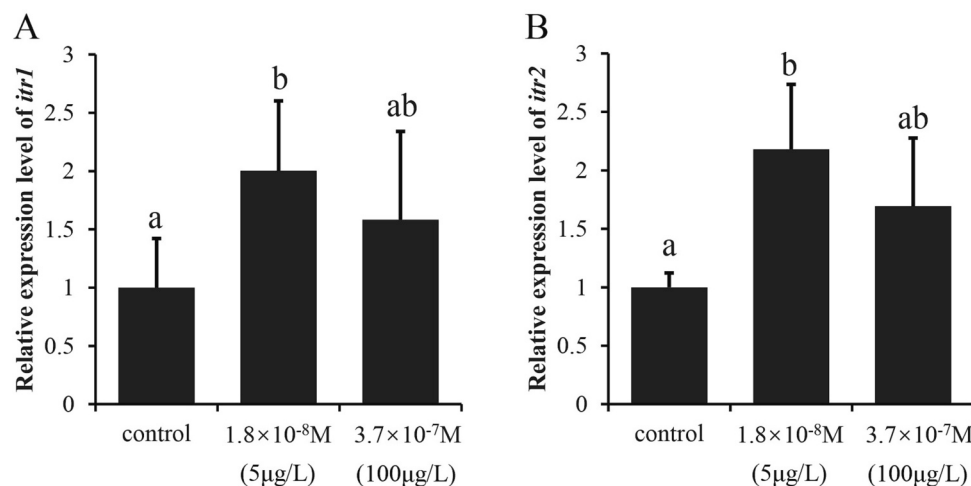 A
Relative expression level of itr1
3
2.5
2
1.5
1
0.5
0
a
b
ab
control
1.8×10⁻⁸M
(5μg/L)
3.7×10⁻⁷M
(100μg/L)
B
Relative expression level of itr2
3
2.5
2
1.5
1
0.5
0
a
b
ab
control
1.8×10⁻⁸M
(5μg/L)
3.7×10⁻⁷M
(100μg/L)